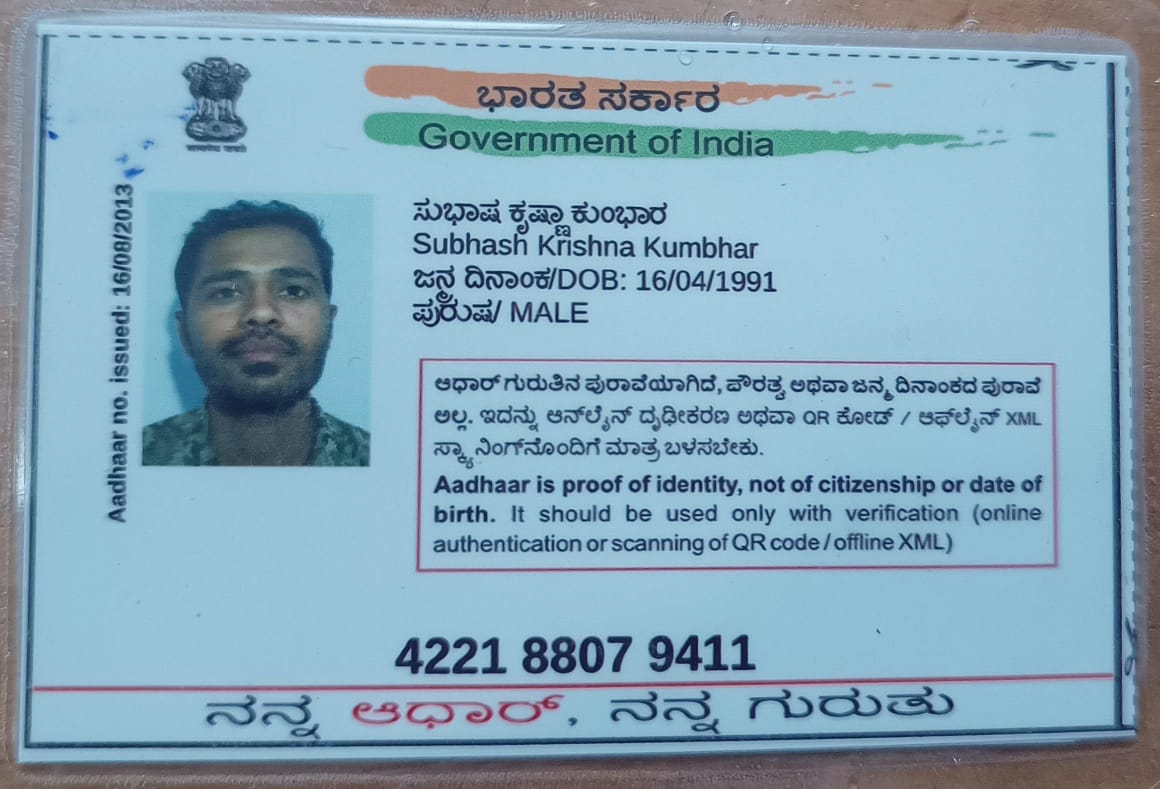 ಭಾರತ ಸರ್ಕಾರ
Government of India
Aadhaar no. issued: 16/08/2013
ಸುಭಾಷ ಕೃಷ್ಣಾ ಕುಂಭಾರ
Subhash Krishna Kumbhar
ಜನ್ಮ ದಿನಾಂಕ/DOB: 16/04/1991
ಪುರುಷ/ MALE
ಆಧಾರ್ ಗುರುತಿನ ಪುರಾವೆಯಾಗಿದೆ, ಪೌರತ್ವ ಅಥವಾ ಜನ್ಮ ದಿನಾಂಕದ ಪುರಾವೆ
ಅಲ್ಲ. ಇದನ್ನು ಆನ್‌ಲೈನ್ ದೃಢೀಕರಣ ಅಥವಾ QR ಕೋಡ್ / ಆಫ್‌ಲೈನ್ XML
ಸ್ಕ್ಯಾನಿಂಗ್‌ನೊಂದಿಗೆ ಮಾತ್ರ ಬಳಸಬೇಕು.
Aadhaar is proof of identity, not of citizenship or date of
birth. It should be used only with verification (online
authentication or scanning of QR code / offline XML)
4221 8807 9411
ನನ್ನ ಆಧಾರ್, ನನ್ನ ಗುರುತು